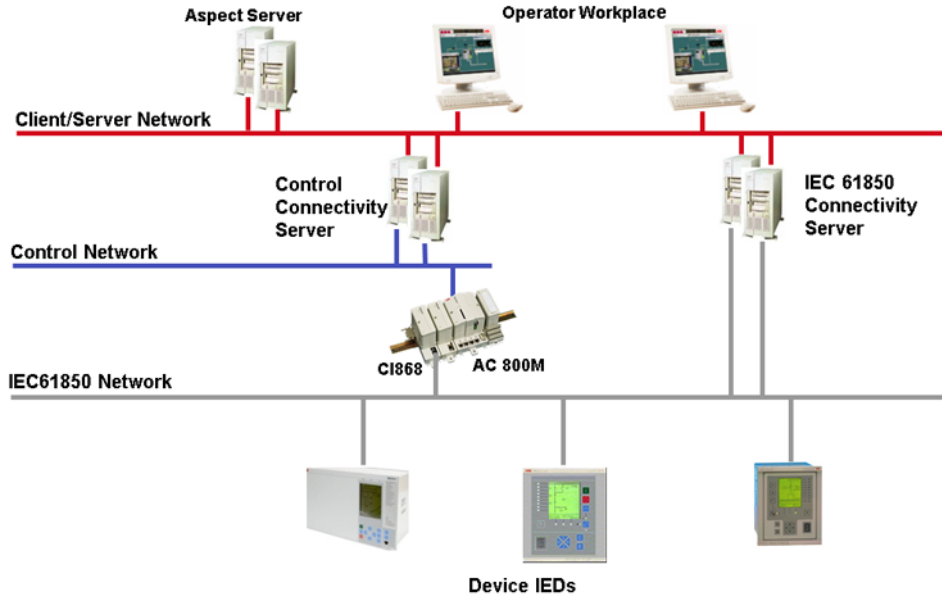 Aspect Server
Operator Workplace
Client/Server Network
Control
Connectivity
Server
IEC 61850
Connectivity
Server
Control Network
CI868
AC 800M
IEC61850 Network
Device IEDs